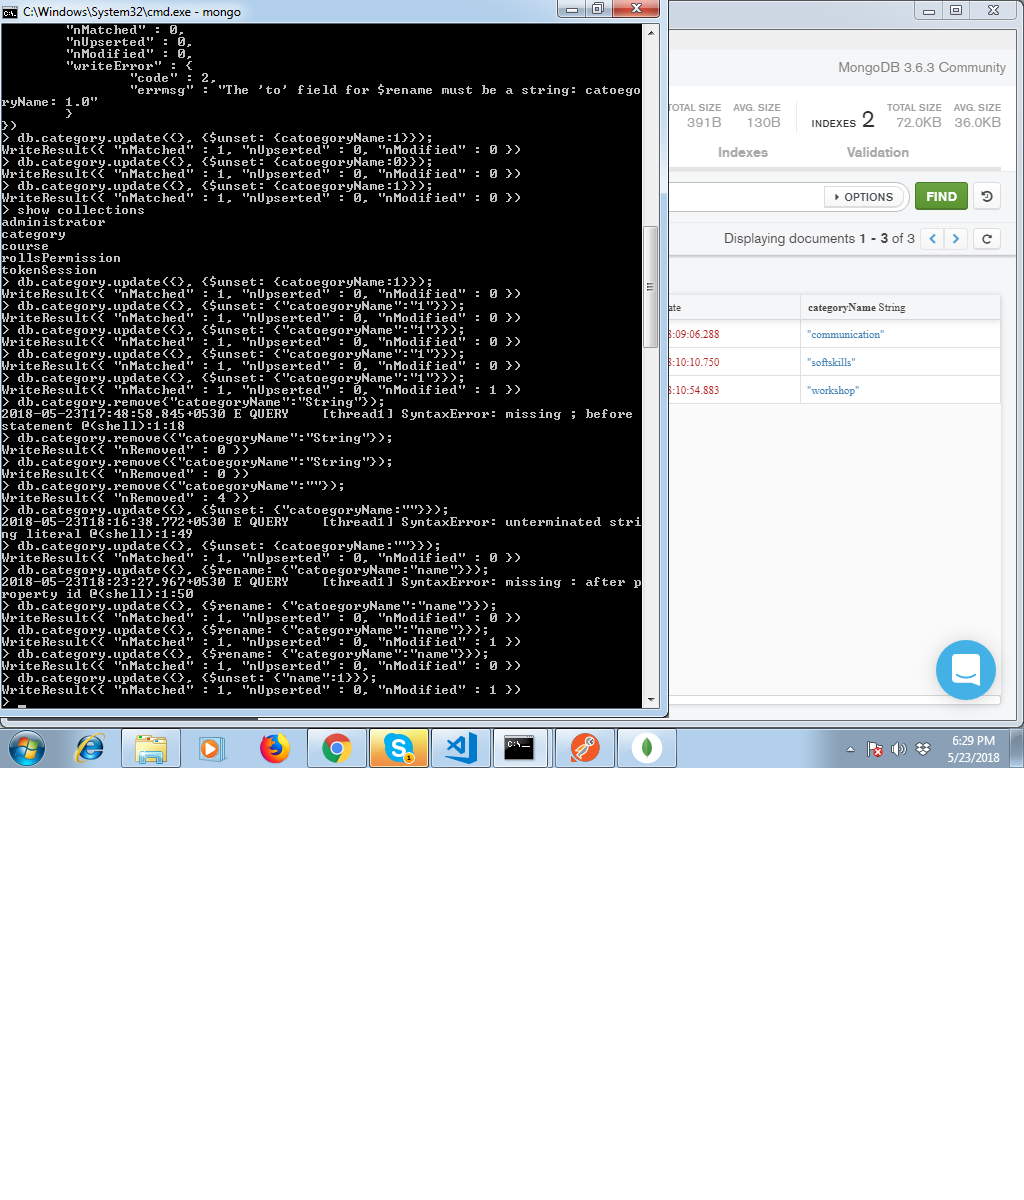 C:\Windows\System32\cmd.exe - mongo
"nMatched" : 0,
"nUpserted" : 0,
"nModified" : 0,
"writeError" : {
"code" : 2,
"errmsg" : "The 'to' field for $rename must be a string: catoego
ryName: 1.0"
}
})
> db.category.update({}, {$unset: {catoegoryName:1}});
WriteResult({ "nMatched" : 1, "nUpserted" : 0, "nModified" : 0 })
> db.category.update({}, {$unset: {catoegoryName:0}});
WriteResult({ "nMatched" : 1, "nUpserted" : 0, "nModified" : 0 })
> db.category.update({}, {$unset: {catoegoryName:1}});
WriteResult({ "nMatched" : 1, "nUpserted" : 0, "nModified" : 0 })
> show collections
administrator
category
course
rollsPermission
tokenSession
> db.category.update({}, {$unset: {catoegoryName:1}});
WriteResult({ "nMatched" : 1, "nUpserted" : 0, "nModified" : 0 })
> db.category.update({}, {$unset: {"catoegoryName":"1"}});
WriteResult({ "nMatched" : 1, "nUpserted" : 0, "nModified" : 0 })
> db.category.update({}, {$unset: {"catoegoryName":"1"}});
WriteResult({ "nMatched" : 1, "nUpserted" : 0, "nModified" : 0 })
> db.category.update({}, {$unset: {"catoegoryName":"1"}});
WriteResult({ "nMatched" : 1, "nUpserted" : 0, "nModified" : 0 })
> db.category.update({}, {$unset: {"catoegoryName":"1"}});
WriteResult({ "nMatched" : 1, "nUpserted" : 0, "nModified" : 1 })
> db.category.remove{"catoegoryName":"String"});
2018-05-23T17:48:58.845+0530 E QUERY    [thread1] SyntaxError: missing ; before
statement @(shell):1:18
> db.category.remove({"catoegoryName":"String"});
WriteResult({ "nRemoved" : 0 })
> db.category.remove({"catoegoryName":"String"});
WriteResult({ "nRemoved" : 0 })
> db.category.remove({"catoegoryName":""});
WriteResult({ "nRemoved" : 4 })
> db.category.update({}, {$unset: {"catoegoryName:""}});
2018-05-23T18:16:38.772+0530 E QUERY    [thread1] SyntaxError: unterminated stri
ng literal @(shell):1:49
> db.category.update({}, {$unset: {catoegoryName:""}});
WriteResult({ "nMatched" : 1, "nUpserted" : 0, "nModified" : 0 })
> db.category.update({}, {$rename: {"catoegoryName:"name"}});
2018-05-23T18:23:27.967+0530 E QUERY    [thread1] SyntaxError: missing : after p
roperty id @(shell):1:50
> db.category.update({}, {$rename: {"catoegoryName":"name"}});
WriteResult({ "nMatched" : 1, "nUpserted" : 0, "nModified" : 0 })
> db.category.update({}, {$rename: {"categoryName":"name"}});
WriteResult({ "nMatched" : 1, "nUpserted" : 0, "nModified" : 1 })
> db.category.update({}, {$rename: {"categoryName":"name"}});
WriteResult({ "nMatched" : 1, "nUpserted" : 0, "nModified" : 0 })
> db.category.update({}, {$unset: {"name":1}});
WriteResult({ "nMatched" : 1, "nUpserted" : 0, "nModified" : 1 })
>
MongoDB 3.6.3 Community
TOTAL SIZE AVG. SIZE
391B 130B
INDEXES 2
TOTAL SIZE AVG. SIZE
72.0KB 36.0KB
Indexes Validation
OPTIONS FIND
Displaying documents 1 - 3 of 3
ate categoryName String
8:09:06.288 "communication"
8:10:10.750 "softskills"
8:10:54.883 "workshop"
6:29 PM
5/23/2018